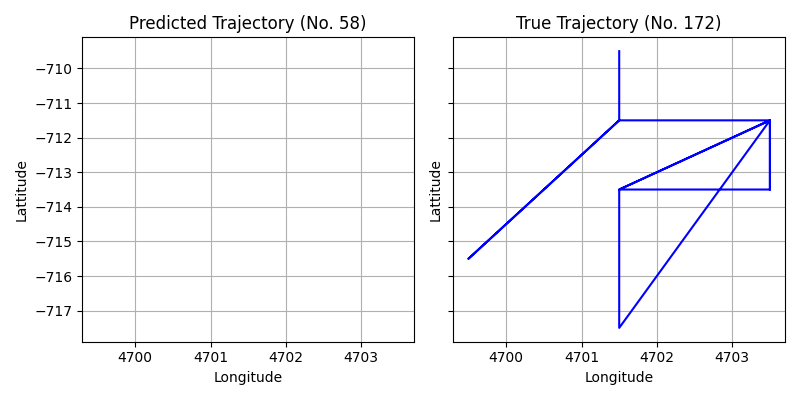 Predicted Trajectory (No. 58)
−710
−711
−712
−713
−714
−715
−716
−717
Lattitude
4700
4701
4702
4703
Longitude
True Trajectory (No. 172)
Lattitude
4700
4701
4702
4703
Longitude